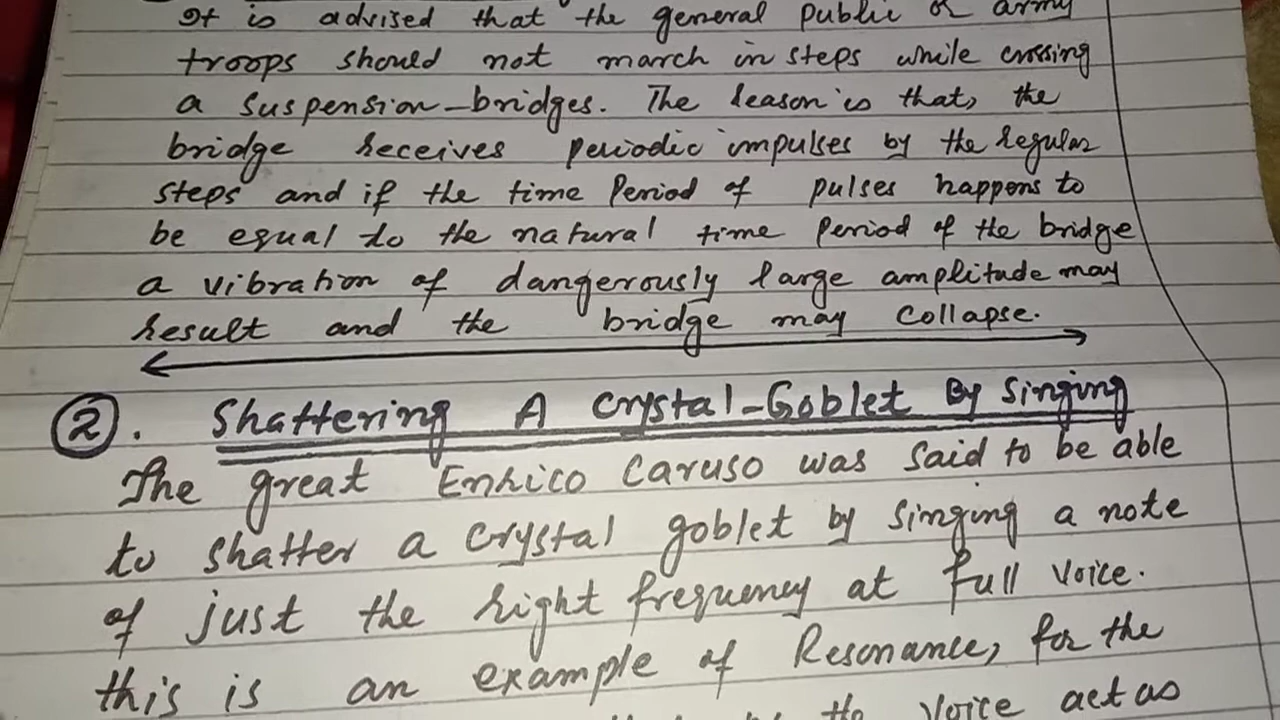 It is advised that the general public or army
troops should not march in steps while crossing
a suspension-bridges. The reason is that, the
bridge receives periodic impulses by the regular
steps and if the time Period of pulses happens to
be equal to the natural time Period of the bridge
a vibration of dangerously large amplitude may
result and the bridge may collapse.
②. Shattering A Crystal-Goblet By Singing
The great Enrico Caruso was said to be able
to shatter a crystal goblet by singing a note
of just the right frequency at full voice.
this is an example of Resonance, for the
the voice act as